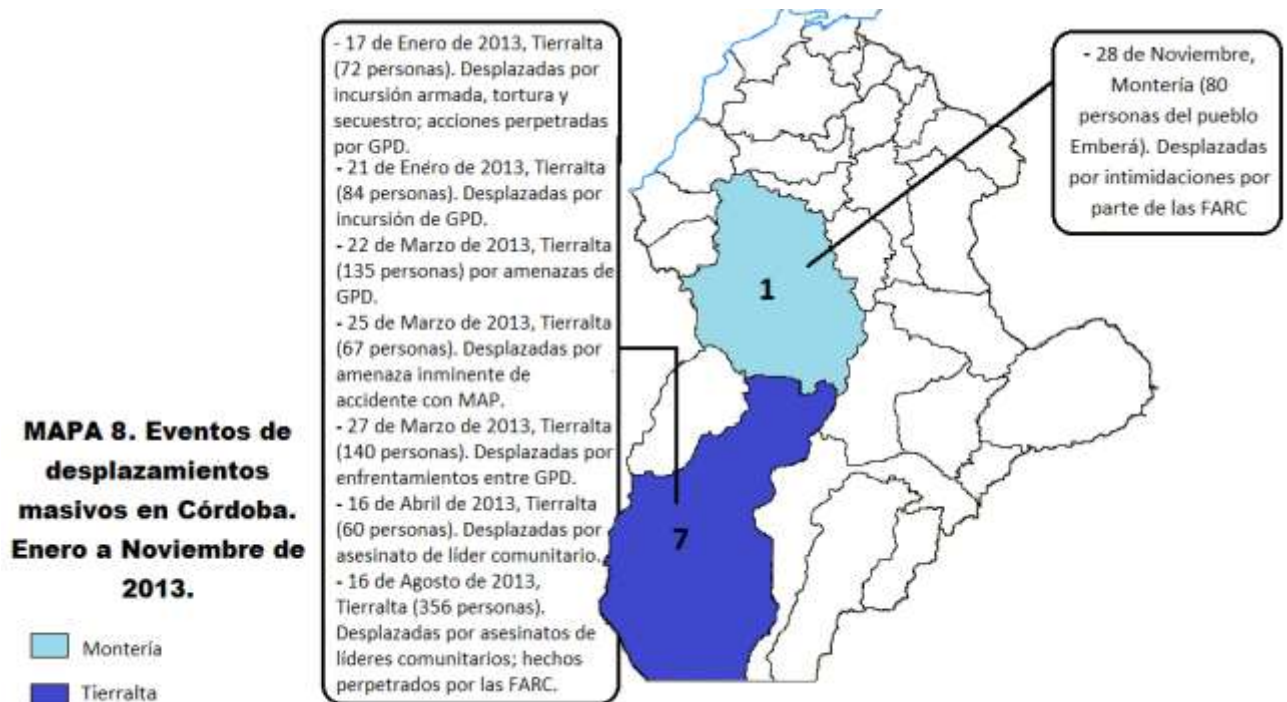 - 17 de Enero de 2013, Tierralta
(72 personas). Desplazadas por
incursión armada, tortura y
secuestro; acciones perpetradas
por GPD.
- 21 de Enero de 2013, Tierralta
(84 personas). Desplazadas por
incursión de GPD.
- 22 de Marzo de 2013, Tierralta
(135 personas) por amenazas de
GPD.
- 25 de Marzo de 2013, Tierralta
(67 personas). Desplazadas por
amenaza inminente de
accidente con MAP.
- 27 de Marzo de 2013, Tierralta
(140 personas). Desplazadas por
enfrentamientos entre GPD.
- 16 de Abril de 2013, Tierralta
(60 personas). Desplazadas por
asesinato de líder comunitario.
- 16 de Agosto de 2013,
Tierralta (356 personas).
Desplazadas por asesinatos de
líderes comunitarios; hechos
perpetrados por las FARC.
- 28 de Noviembre,
Montería (80
personas del pueblo
Emberá). Desplazadas
por intimidaciones por
parte de las FARC
1
7
MAPA 8. Eventos de
desplazamientos
masivos en Córdoba.
Enero a Noviembre de
2013.
Montería
Tierralta